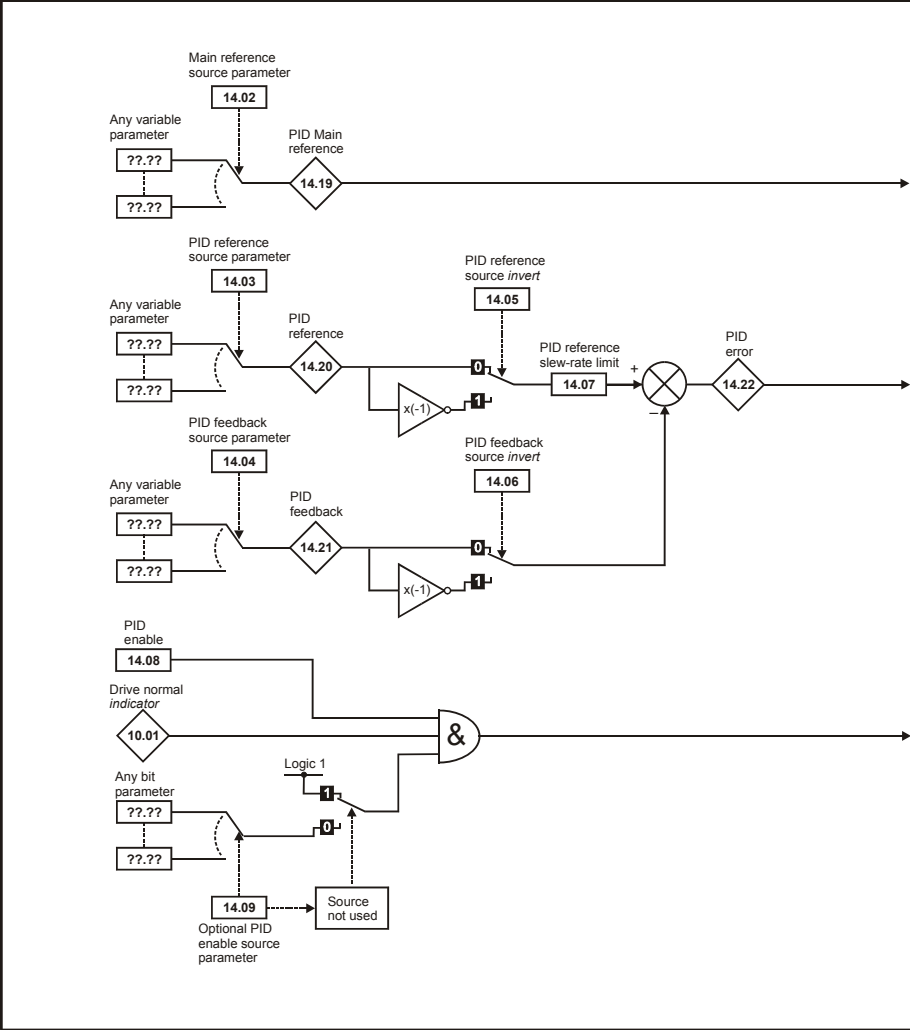 Main reference
source parameter
14.02
Any variable
parameter
??.??
??.??
PID Main
reference
14.19
PID reference
source parameter
14.03
Any variable
parameter
??.??
??.??
PID
reference
14.20
x(-1)
PID reference
source invert
14.05
0
1
PID reference
slew-rate limit
14.07
+
–
PID
error
14.22
PID feedback
source parameter
14.04
Any variable
parameter
??.??
??.??
PID
feedback
14.21
x(-1)
PID feedback
source invert
14.06
0
1
PID
enable
14.08
Drive normal
indicator
10.01
&
Logic 1
1
0
Any bit
parameter
??.??
??.??
14.09
Optional PID
enable source
parameter
Source
not used